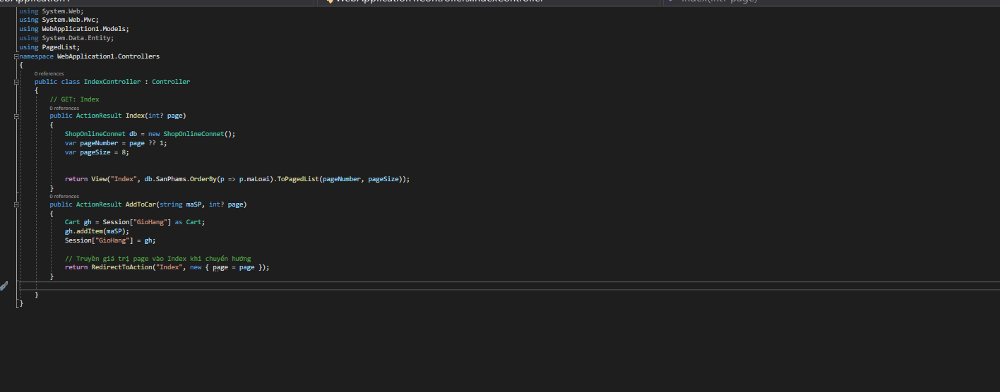 WebApplication1.Controllers.IndexController
Index(int? page)
using System.Web;
using System.Web.Mvc;
using WebApplication1.Models;
using System.Data.Entity;
using PagedList;
namespace WebApplication1.Controllers
{
0 references
public class IndexController : Controller
{
// GET: Index
0 references
public ActionResult Index(int? page)
{
ShopOnlineConnet db = new ShopOnlineConnet();
var pageNumber = page ?? 1;
var pageSize = 8;
return View("Index", db.SanPhams.OrderBy(p => p.maLoai).ToPagedList(pageNumber, pageSize));
}
0 references
public ActionResult AddToCar(string maSP, int? page)
{
Cart gh = Session["GioHang"] as Cart;
gh.addItem(maSP);
Session["GioHang"] = gh;
// Truyền giá trị page vào Index khi chuyển hướng
return RedirectToAction("Index", new { page = page });
}
}
}